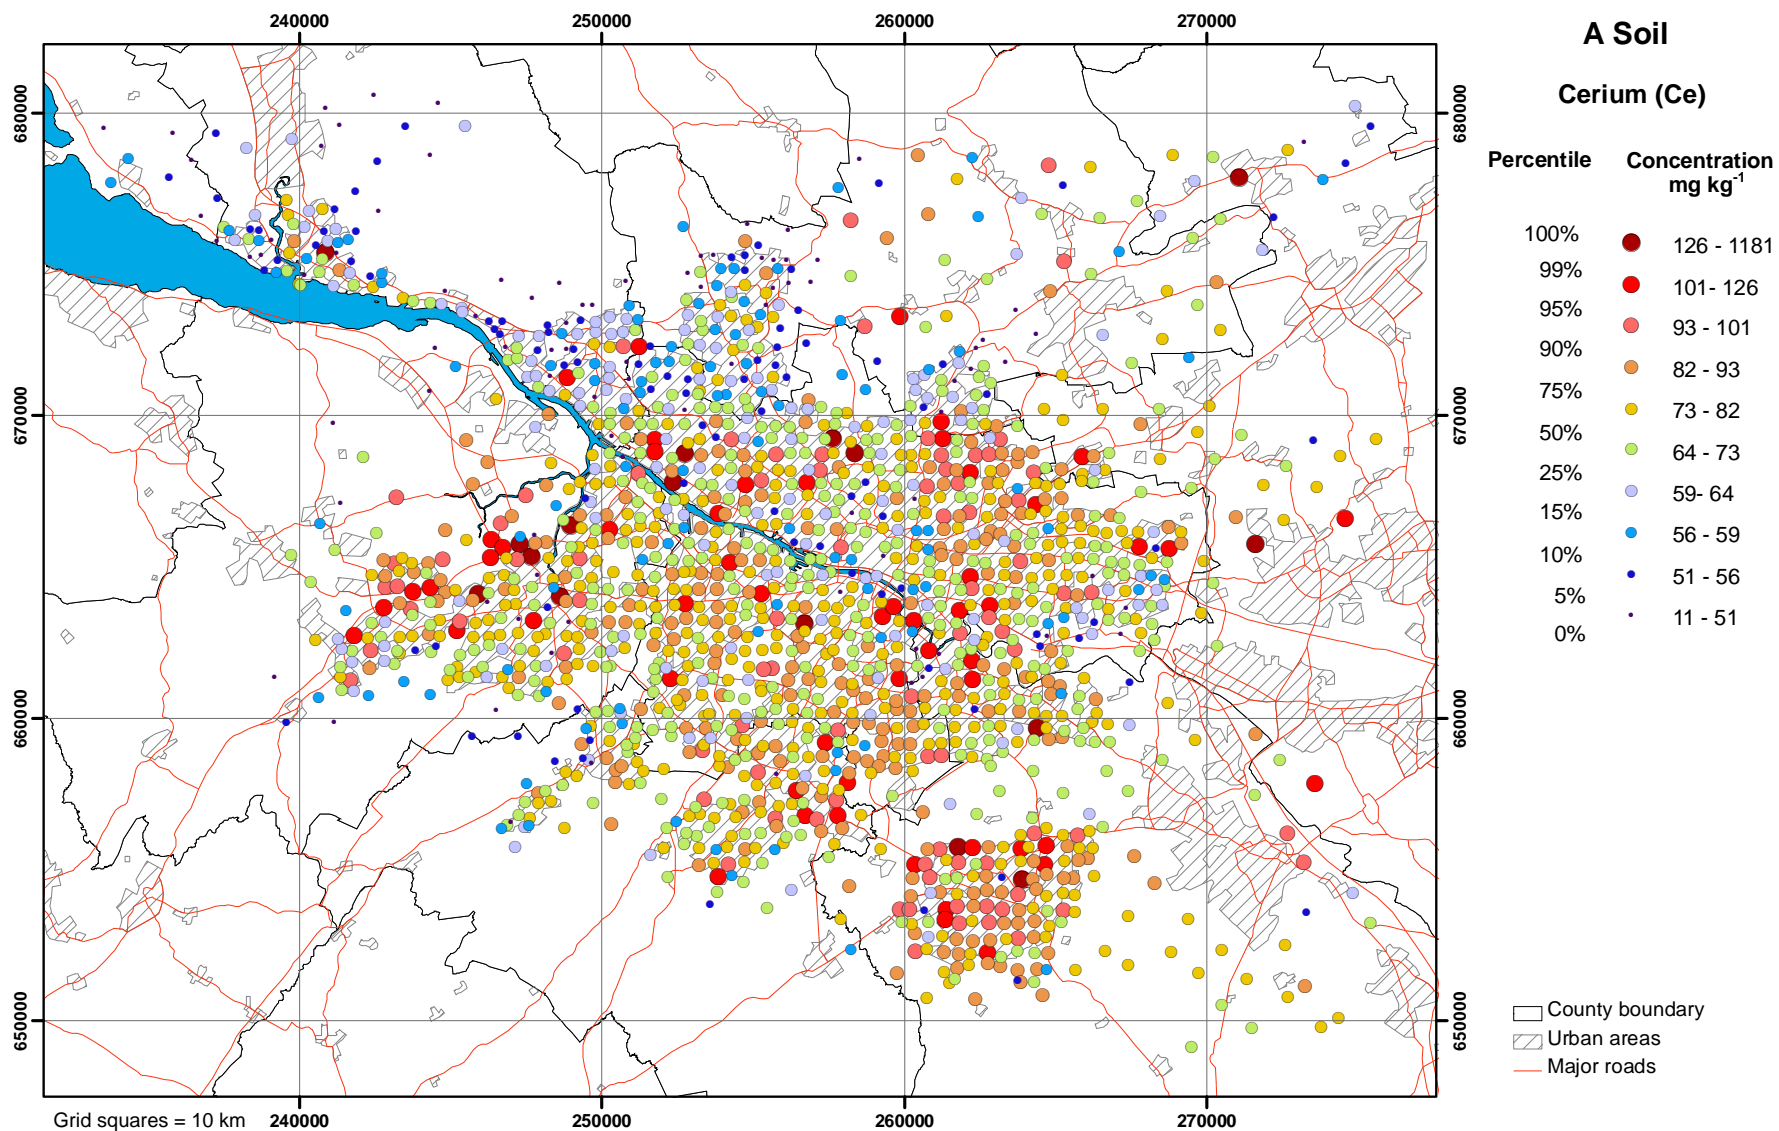 240000 250000 260000 270000
A Soil
Cerium (Ce)
Percentile Concentration
mg kg-1
100%
126 - 1181
99%
101- 126
95%
93 - 101
90%
82 - 93
75%
73 - 82
50%
64 - 73
25%
59- 64
15%
56 - 59
10%
51 - 56
5%
11 - 51
0%
680000 680000
670000 670000
660000 660000
650000 650000
County boundary
Urban areas
Major roads
Grid squares = 10 km
240000 250000 260000 270000